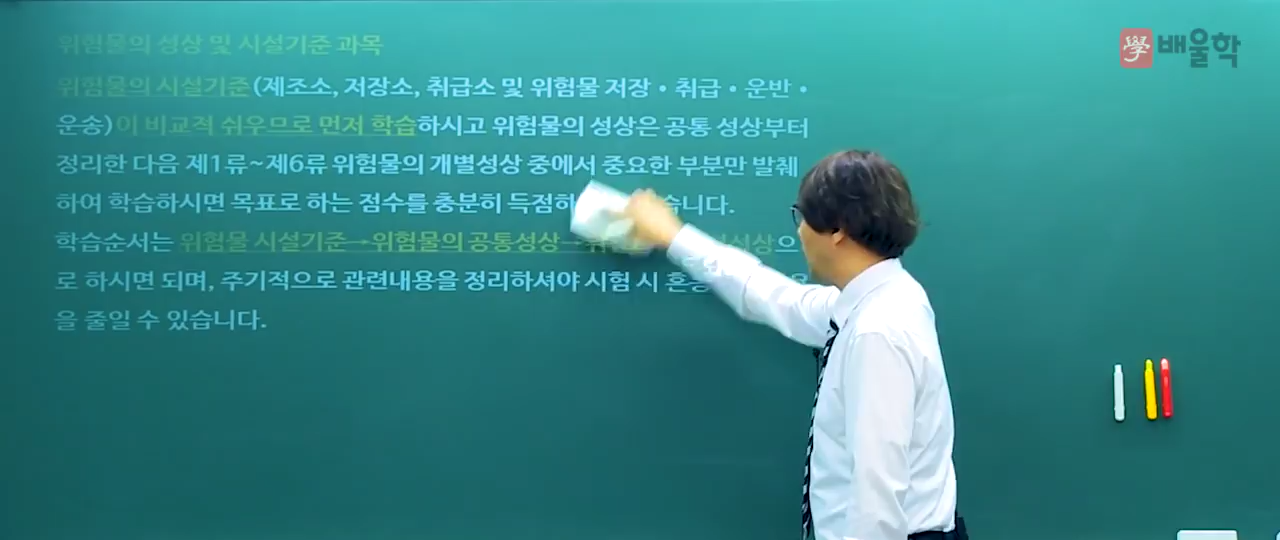 위험물의 성상 및 시설기준 과목
學 배울학
위험물의 시설기준(제조소, 저장소, 취급소 및 위험물 저장・취급・운반・
운송)이 비교적 쉬우므로 먼저 학습하시고 위험물의 성상은 공통 성상부터
정리한 다음 제1류~제6류 위험물의 개별성상 중에서 중요한 부분만 발췌
하여 학습하시면 목표로 하는 점수를 충분히 득점하 습니다.
학습순서는 위험물 시설기준→위험물의 공통성상→ 으
로 하시면 되며, 주기적으로 관련내용을 정리하셔야 시험 시
을 줄일 수 있습니다.